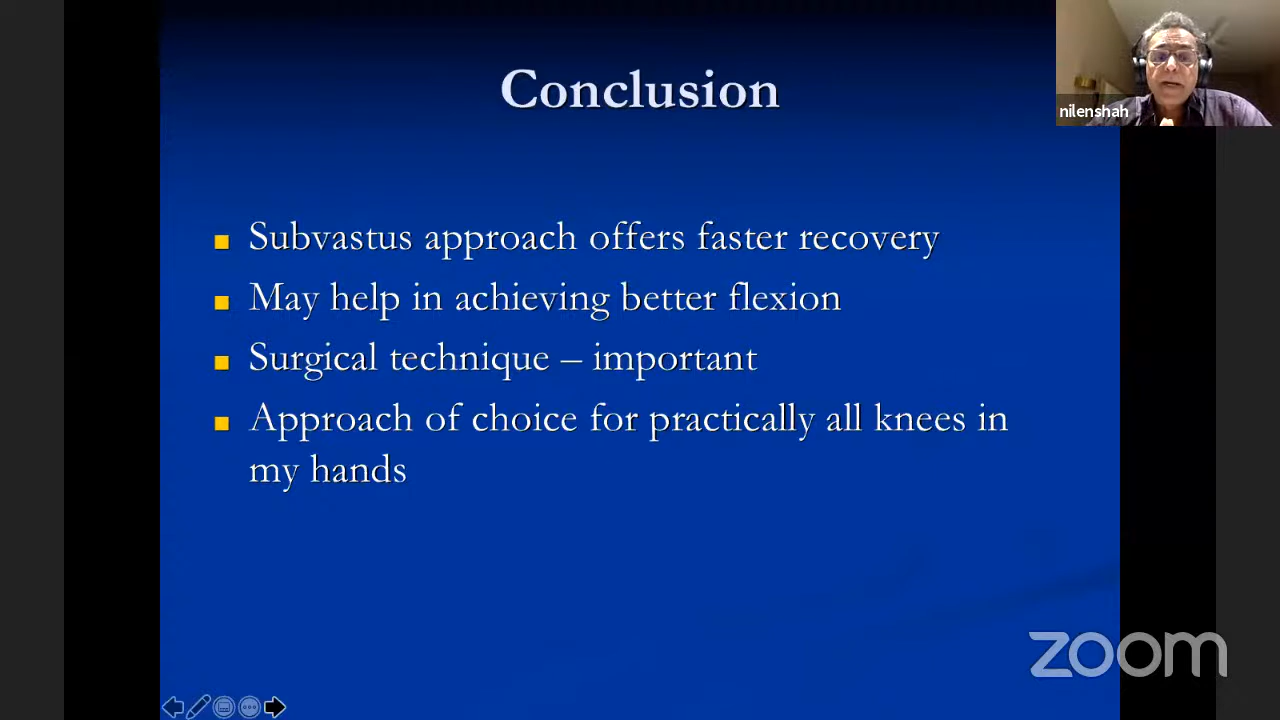 Conclusion
nilenshah
Subvastus approach offers faster recovery
May help in achieving better flexion
Surgical technique – important
Approach of choice for practically all knees in
my hands
zoom